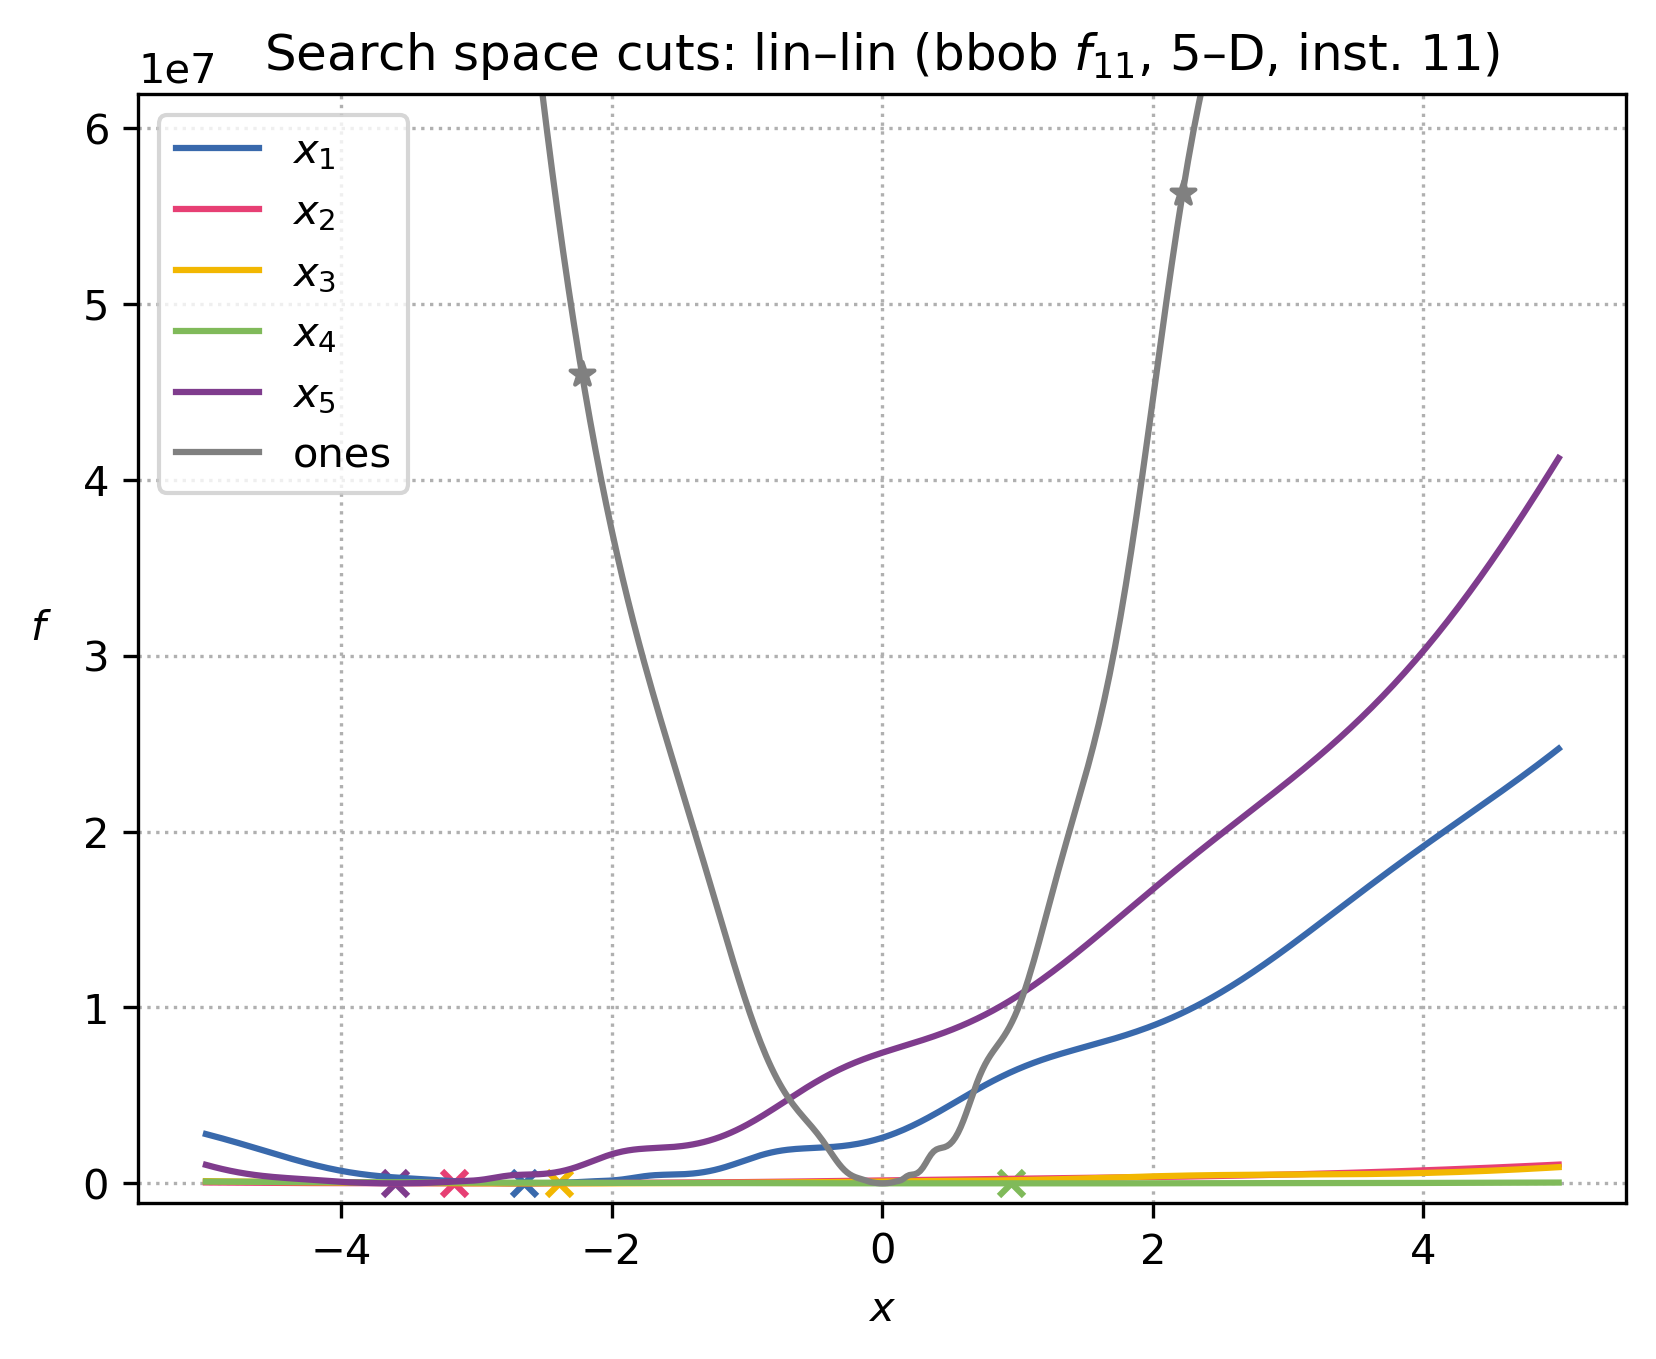 Search space cuts: lin–lin (bbob f₁₁, 5–D, inst. 11)
1e7
6
5
4
3
2
1
0
f
x₁
x₂
x₃
x₄
x₅
ones
−4 −2 0 2 4
x